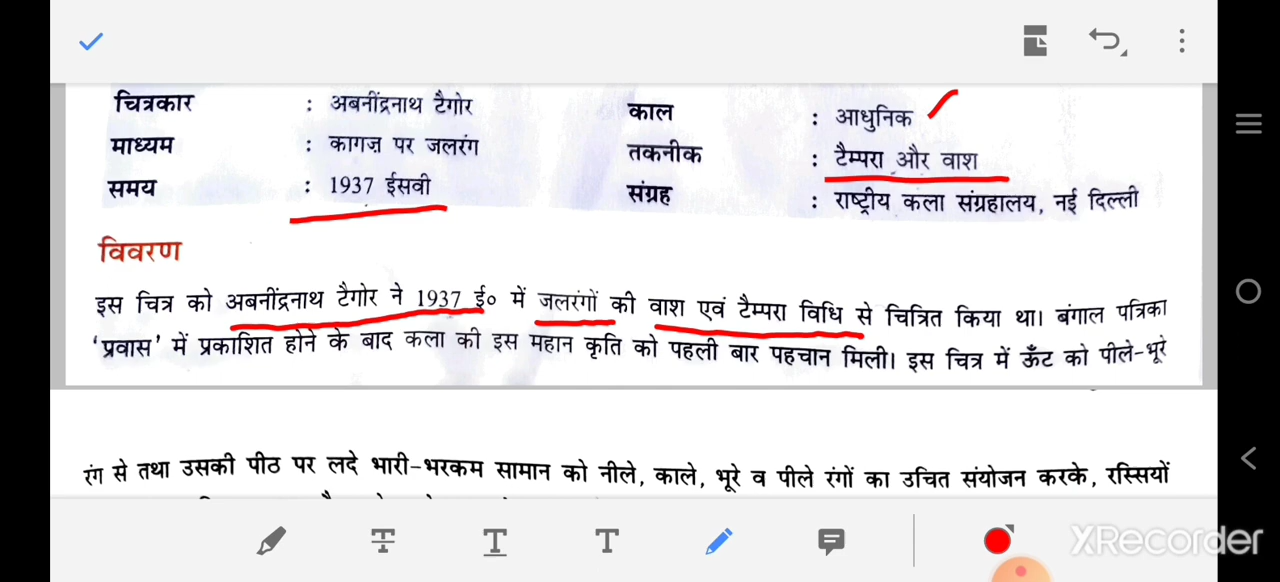 चित्रकार : अबनींद्रनाथ टैगोर काल : आधुनिक
माध्यम : कागज़ पर जलरंग तकनीक : टैम्परा और वाश
समय : 1937 ईसवी संग्रह : राष्ट्रीय कला संग्रहालय, नई दिल्ली
विवरण
इस चित्र को अबनींद्रनाथ टैगोर ने 1937 ई० में जलरंगों की वाश एवं टैम्परा विधि से चित्रित किया था। बंगाल पत्रिका
‘प्रवास’ में प्रकाशित होने के बाद कला की इस महान कृति को पहली बार पहचान मिली। इस चित्र में ऊँट को पीले-भूरे
रंग से तथा उसकी पीठ पर लदे भारी-भरकम सामान को नीले, काले, भूरे व पीले रंगों का उचित संयोजन करके, रस्सियों
T T T
XRecorder